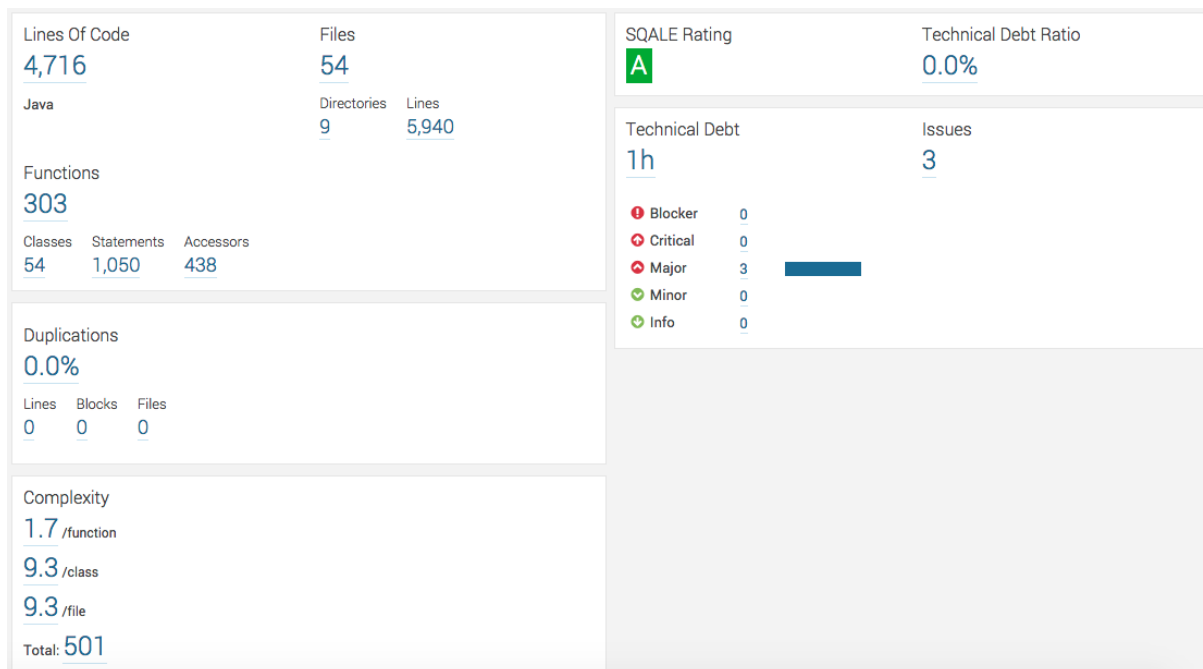 Lines Of Code Files
4,716 54
Java Directories Lines
9 5,940
Functions
303
Classes Statements Accessors
54 1,050 438
Duplications
0.0%
Lines Blocks Files
0 0 0
Complexity
1.7 /function
9.3 /class
9.3 /file
Total: 501
SQALE Rating Technical Debt Ratio
A 0.0%
Technical Debt Issues
1h 3
Blocker 0
Critical 0
Major 3
Minor 0
Info 0